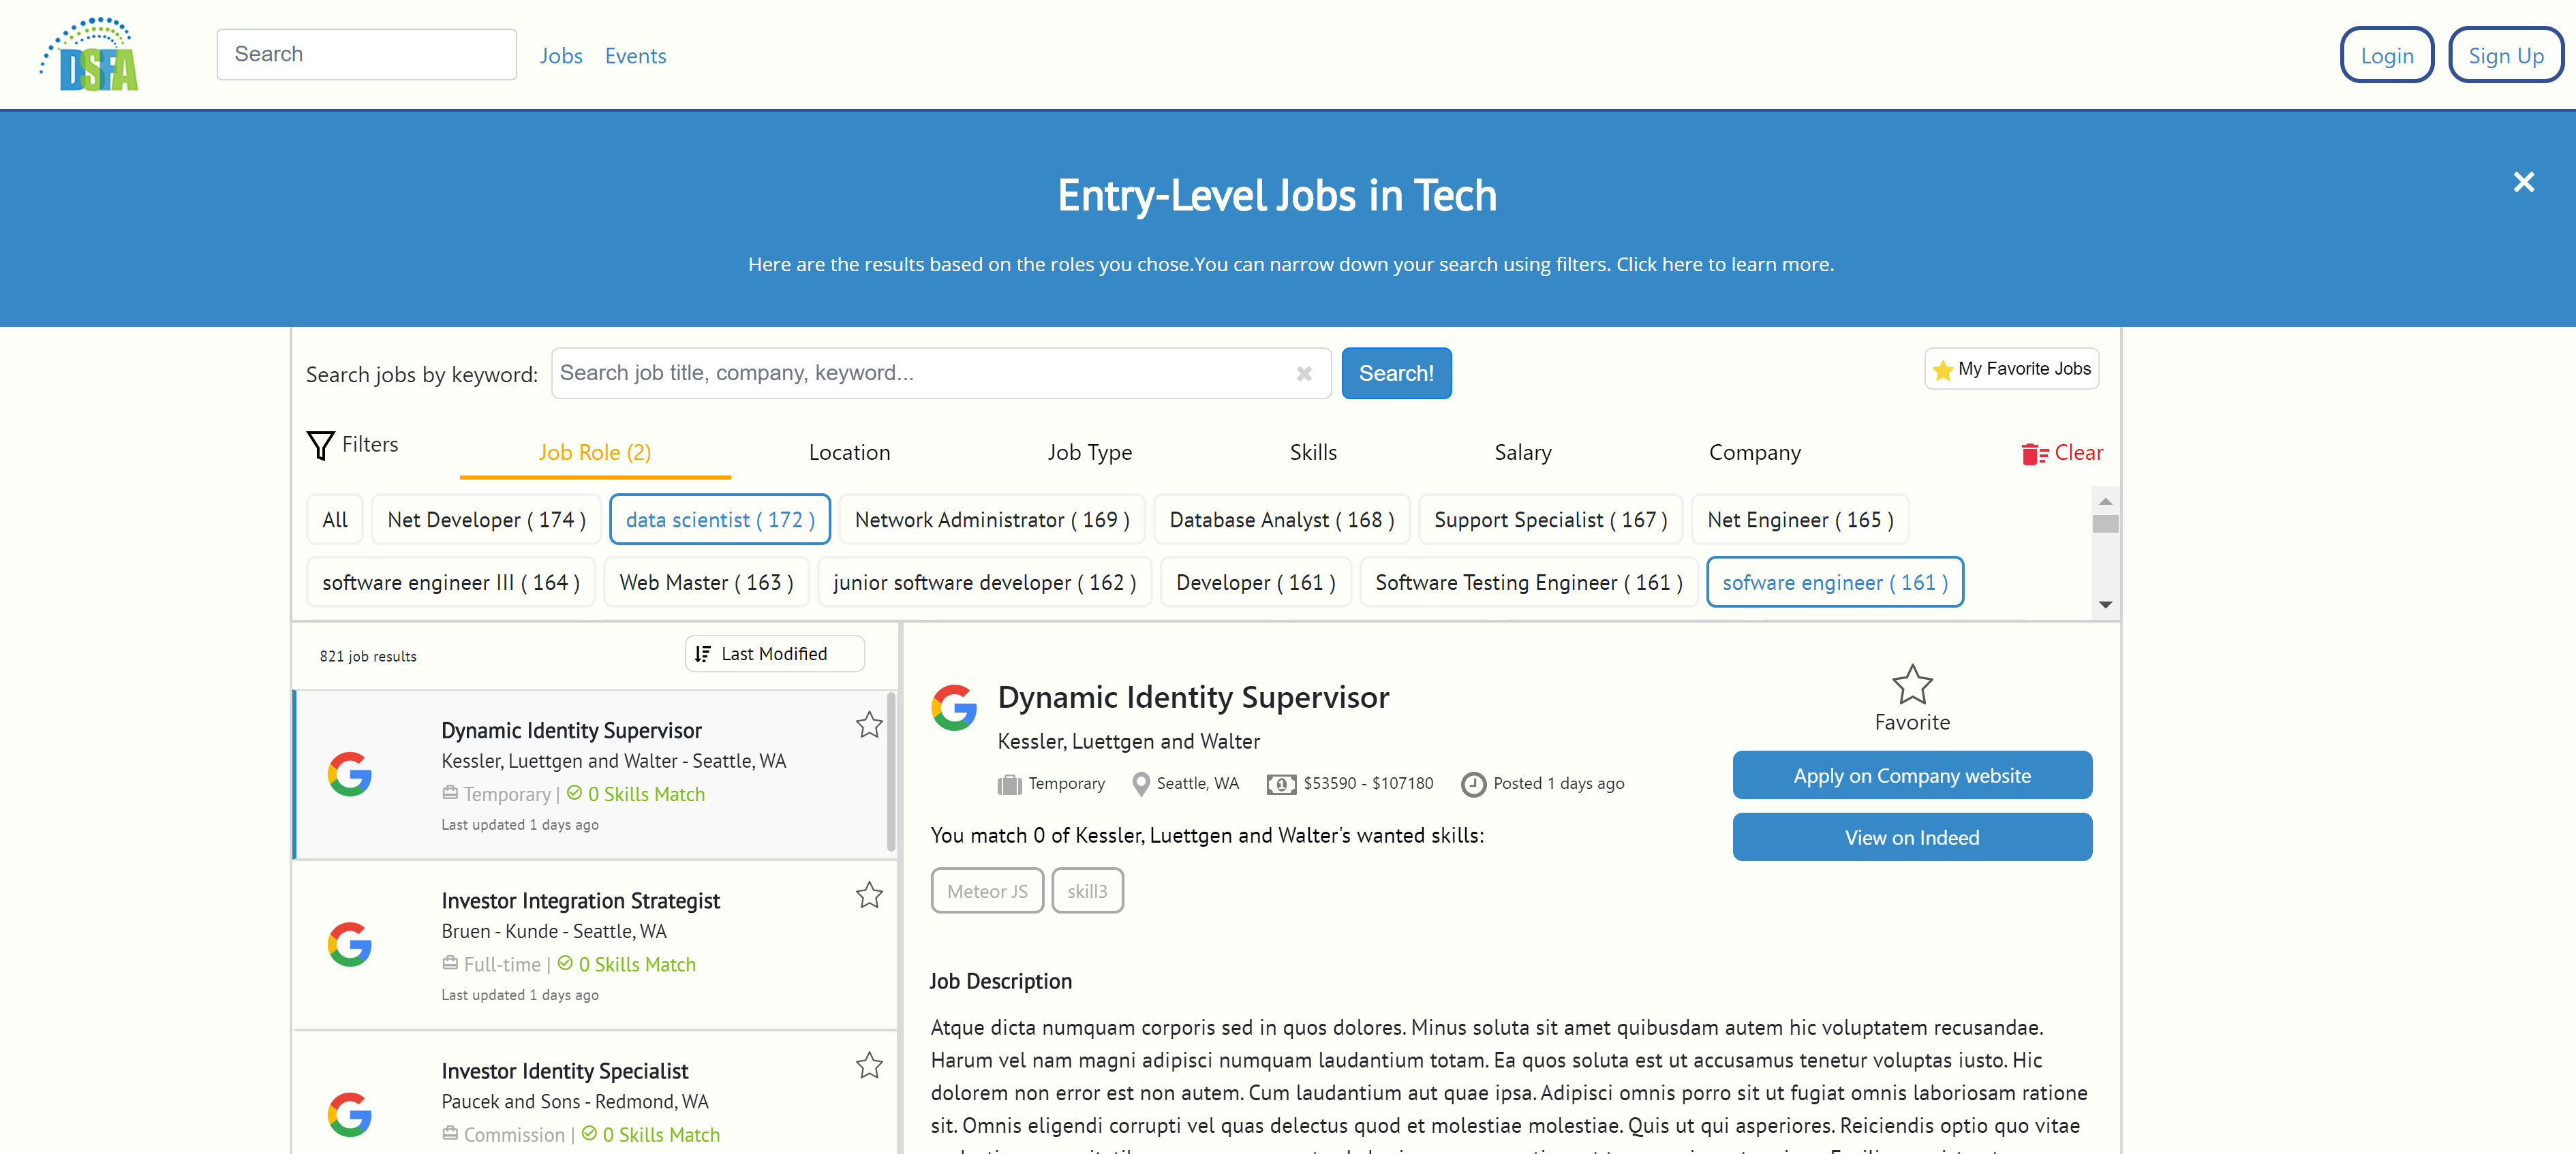 DSFA
Search
Jobs Events
Login Sign Up
Entry-Level Jobs in Tech
Here are the results based on the roles you chose.You can narrow down your search using filters. Click here to learn more.
Search jobs by keyword: Search job title, company, keyword... Search! My Favorite Jobs
Filters Job Role (2) Location Job Type Skills Salary Company Clear
All Net Developer ( 174 ) data scientist ( 172 ) Network Administrator ( 169 ) Database Analyst ( 168 ) Support Specialist ( 167 ) Net Engineer ( 165 )
software engineer III ( 164 ) Web Master ( 163 ) junior software developer ( 162 ) Developer ( 161 ) Software Testing Engineer ( 161 ) sofware engineer ( 161 )
821 job results Last Modified
Dynamic Identity Supervisor
Kessler, Luettgen and Walter - Seattle, WA
Temporary | 0 Skills Match
Last updated 1 days ago
Investor Integration Strategist
Bruen - Kunde - Seattle, WA
Full-time | 0 Skills Match
Last updated 1 days ago
Investor Identity Specialist
Paucek and Sons - Redmond, WA
Commission | 0 Skills Match
Dynamic Identity Supervisor
Kessler, Luettgen and Walter
Temporary Seattle, WA $53590 - $107180 Posted 1 days ago
Favorite
Apply on Company website
View on Indeed
You match 0 of Kessler, Luettgen and Walter's wanted skills:
Meteor JS skill3
Job Description
Atque dicta numquam corporis sed in quos dolores. Minus soluta sit amet quibusdam autem hic voluptatem recusandae.
Harum vel nam magni adipisci numquam laudantium totam. Ea quos soluta est ut accusamus tenetur voluptas iusto. Hic
dolorem non error est non autem. Cum laudantium aut quae ipsa. Adipisci omnis porro sit ut fugiat omnis laboriosam ratione
sit. Omnis eligendi corrupti vel quas delectus quod et molestiae molestiae. Quis ut qui asperiores. Reiciendis optio quo vitae